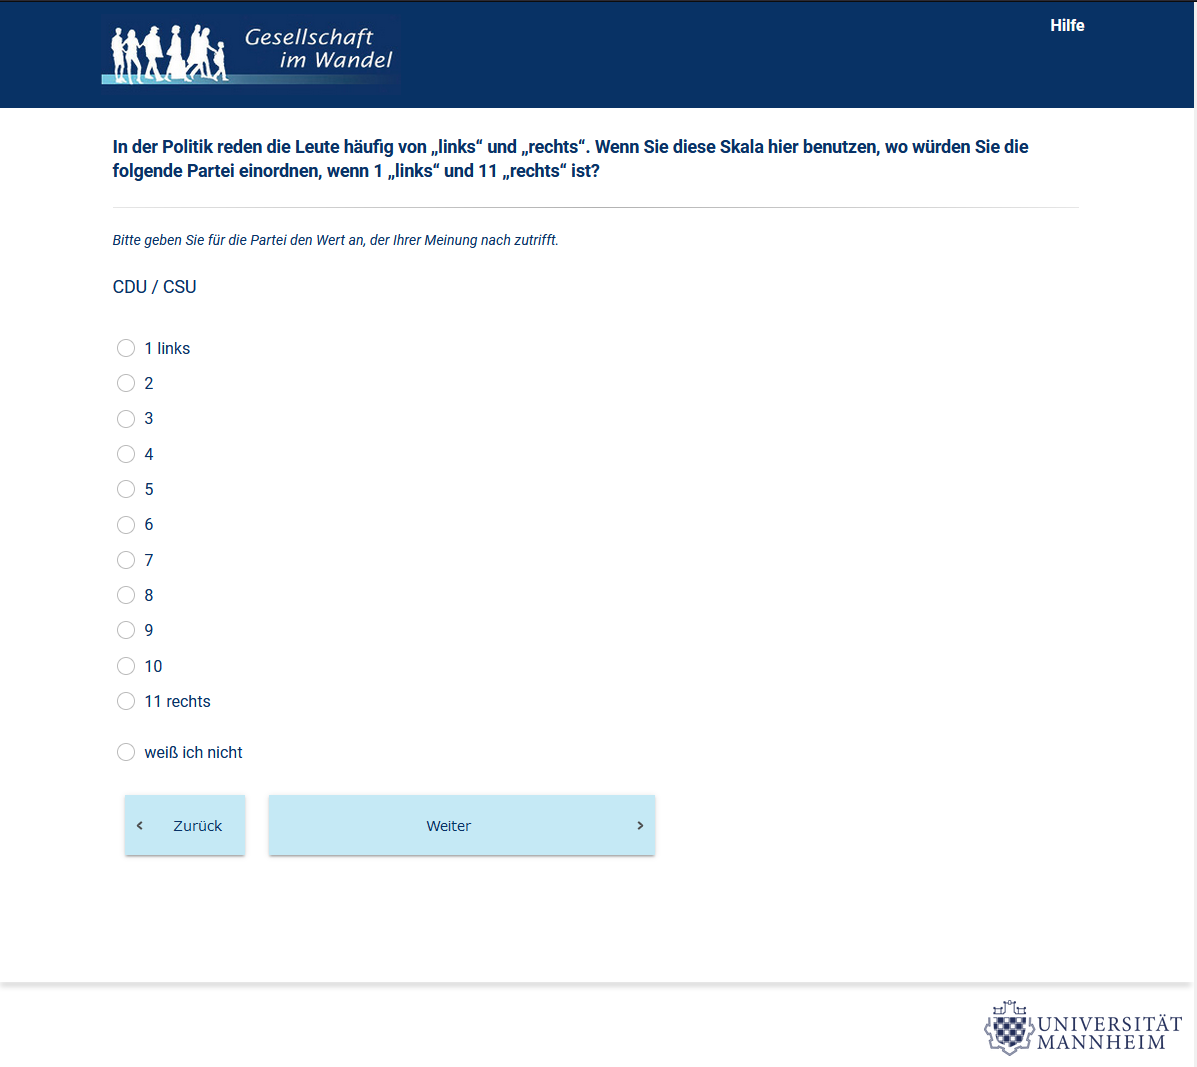 Gesellschaft
im Wandel
Hilfe
In der Politik reden die Leute häufig von „links“ und „rechts“. Wenn Sie diese Skala hier benutzen, wo würden Sie die
folgende Partei einordnen, wenn 1 „links“ und 11 „rechts“ ist?
Bitte geben Sie für die Partei den Wert an, der Ihrer Meinung nach zutrifft.
CDU / CSU
1 links
2
3
4
5
6
7
8
9
10
11 rechts
weiß ich nicht
Zurück
Weiter
UNIVERSITÄT
MANNHEIM